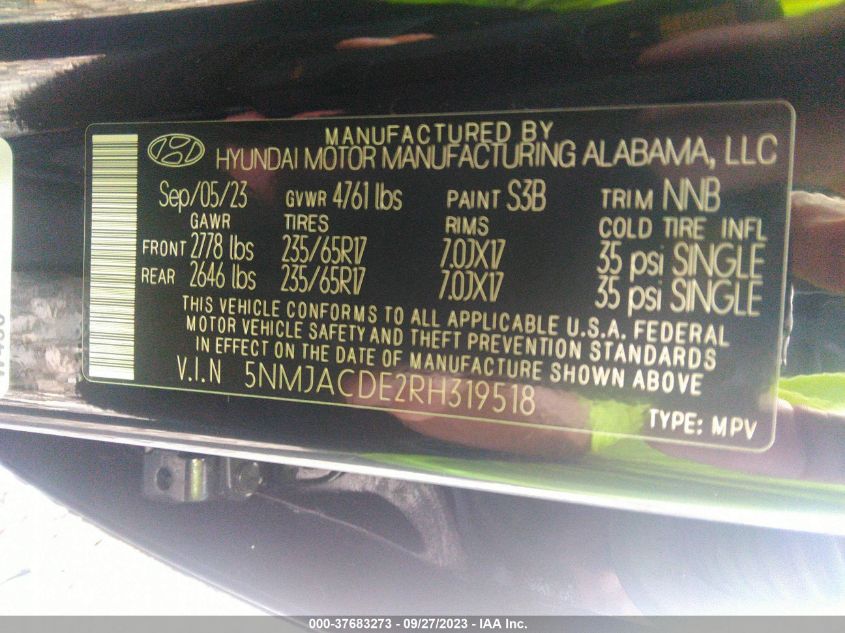 MANUFACTURED BY
HYUNDAI MOTOR MANUFACTURING ALABAMA, LLC
Sep/05/23 GVWR 4761 lbs PAINT S3B TRIM NNB
GAWR TIRES RIMS COLD TIRE INFL
FRONT 2778 lbs 235/65R17 7.0JX17 35 psi SINGLE
REAR 2646 lbs 235/65R17 7.0JX17 35 psi SINGLE
THIS VEHICLE CONFORMS TO ALL APPLICABLE U.S.A. FEDERAL
MOTOR VEHICLE SAFETY AND THEFT PREVENTION STANDARDS
IN EFFECT ON THE DATE OF MANUFACTURE SHOWN ABOVE
V.I.N 5NMJACDE2RH319518
TYPE: MPV
000-37683273 - 09/27/2023 - IAA Inc.